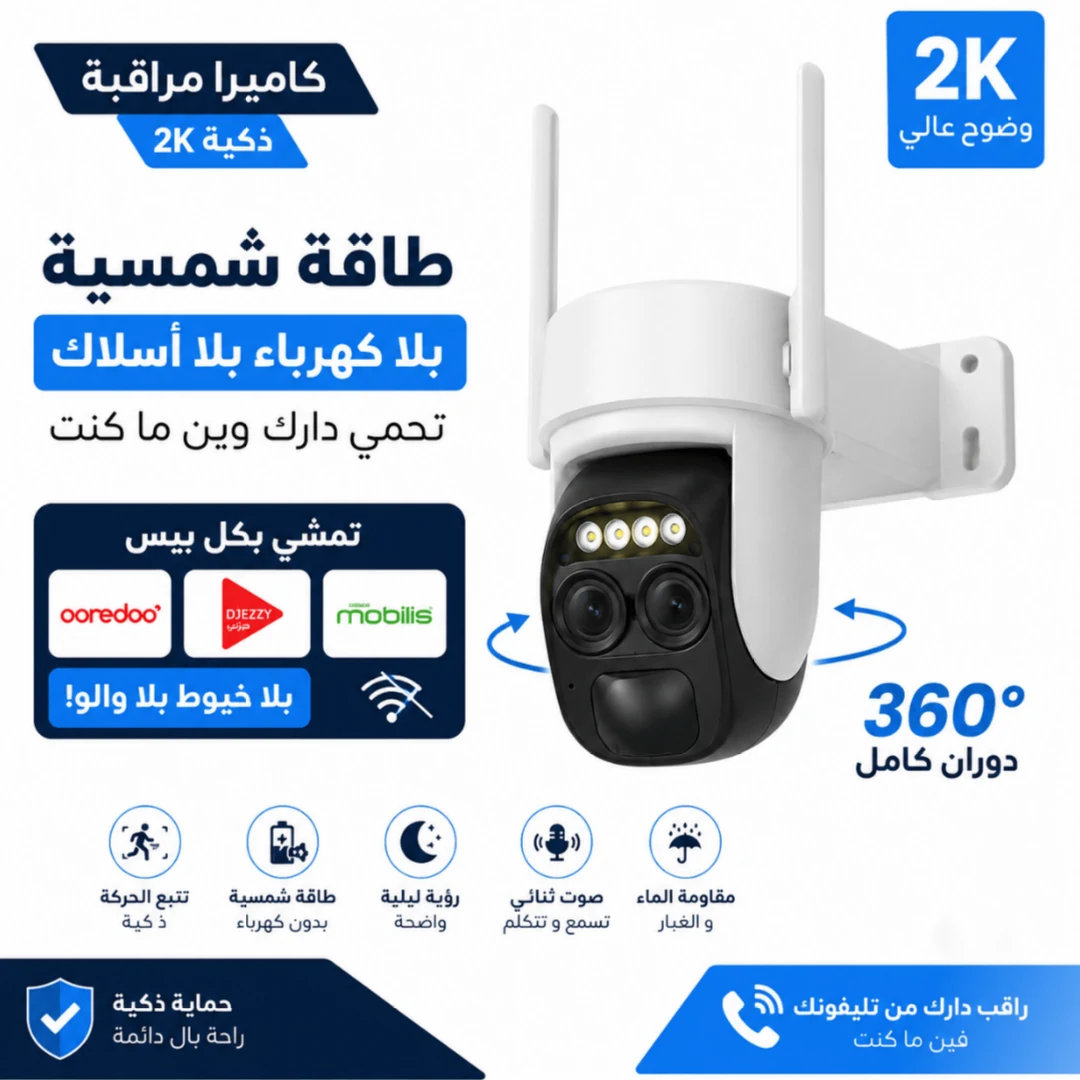 كاميرا مراقبة
ذكية 2K
2K
وضوح عالي
طاقة شمسية
بلا كهرباء بلا أسلاك
تحمي دارك وين ما كنت
تمشي بكل بيس
ooredoo
DJEZZY
جيزي
mobilis
بلا خيوط بلا والو!
360°
دوران كامل
مقاومة الماء
و الغبار
صوت ثنائي
تسمع و تتكلم
رؤية ليلية
واضحة
طاقة شمسية
بدون كهرباء
تتبع الحركة
ذكية
حماية ذكية
راحة بال دائمة
راقب دارك من تليفونك
فين ما كنت